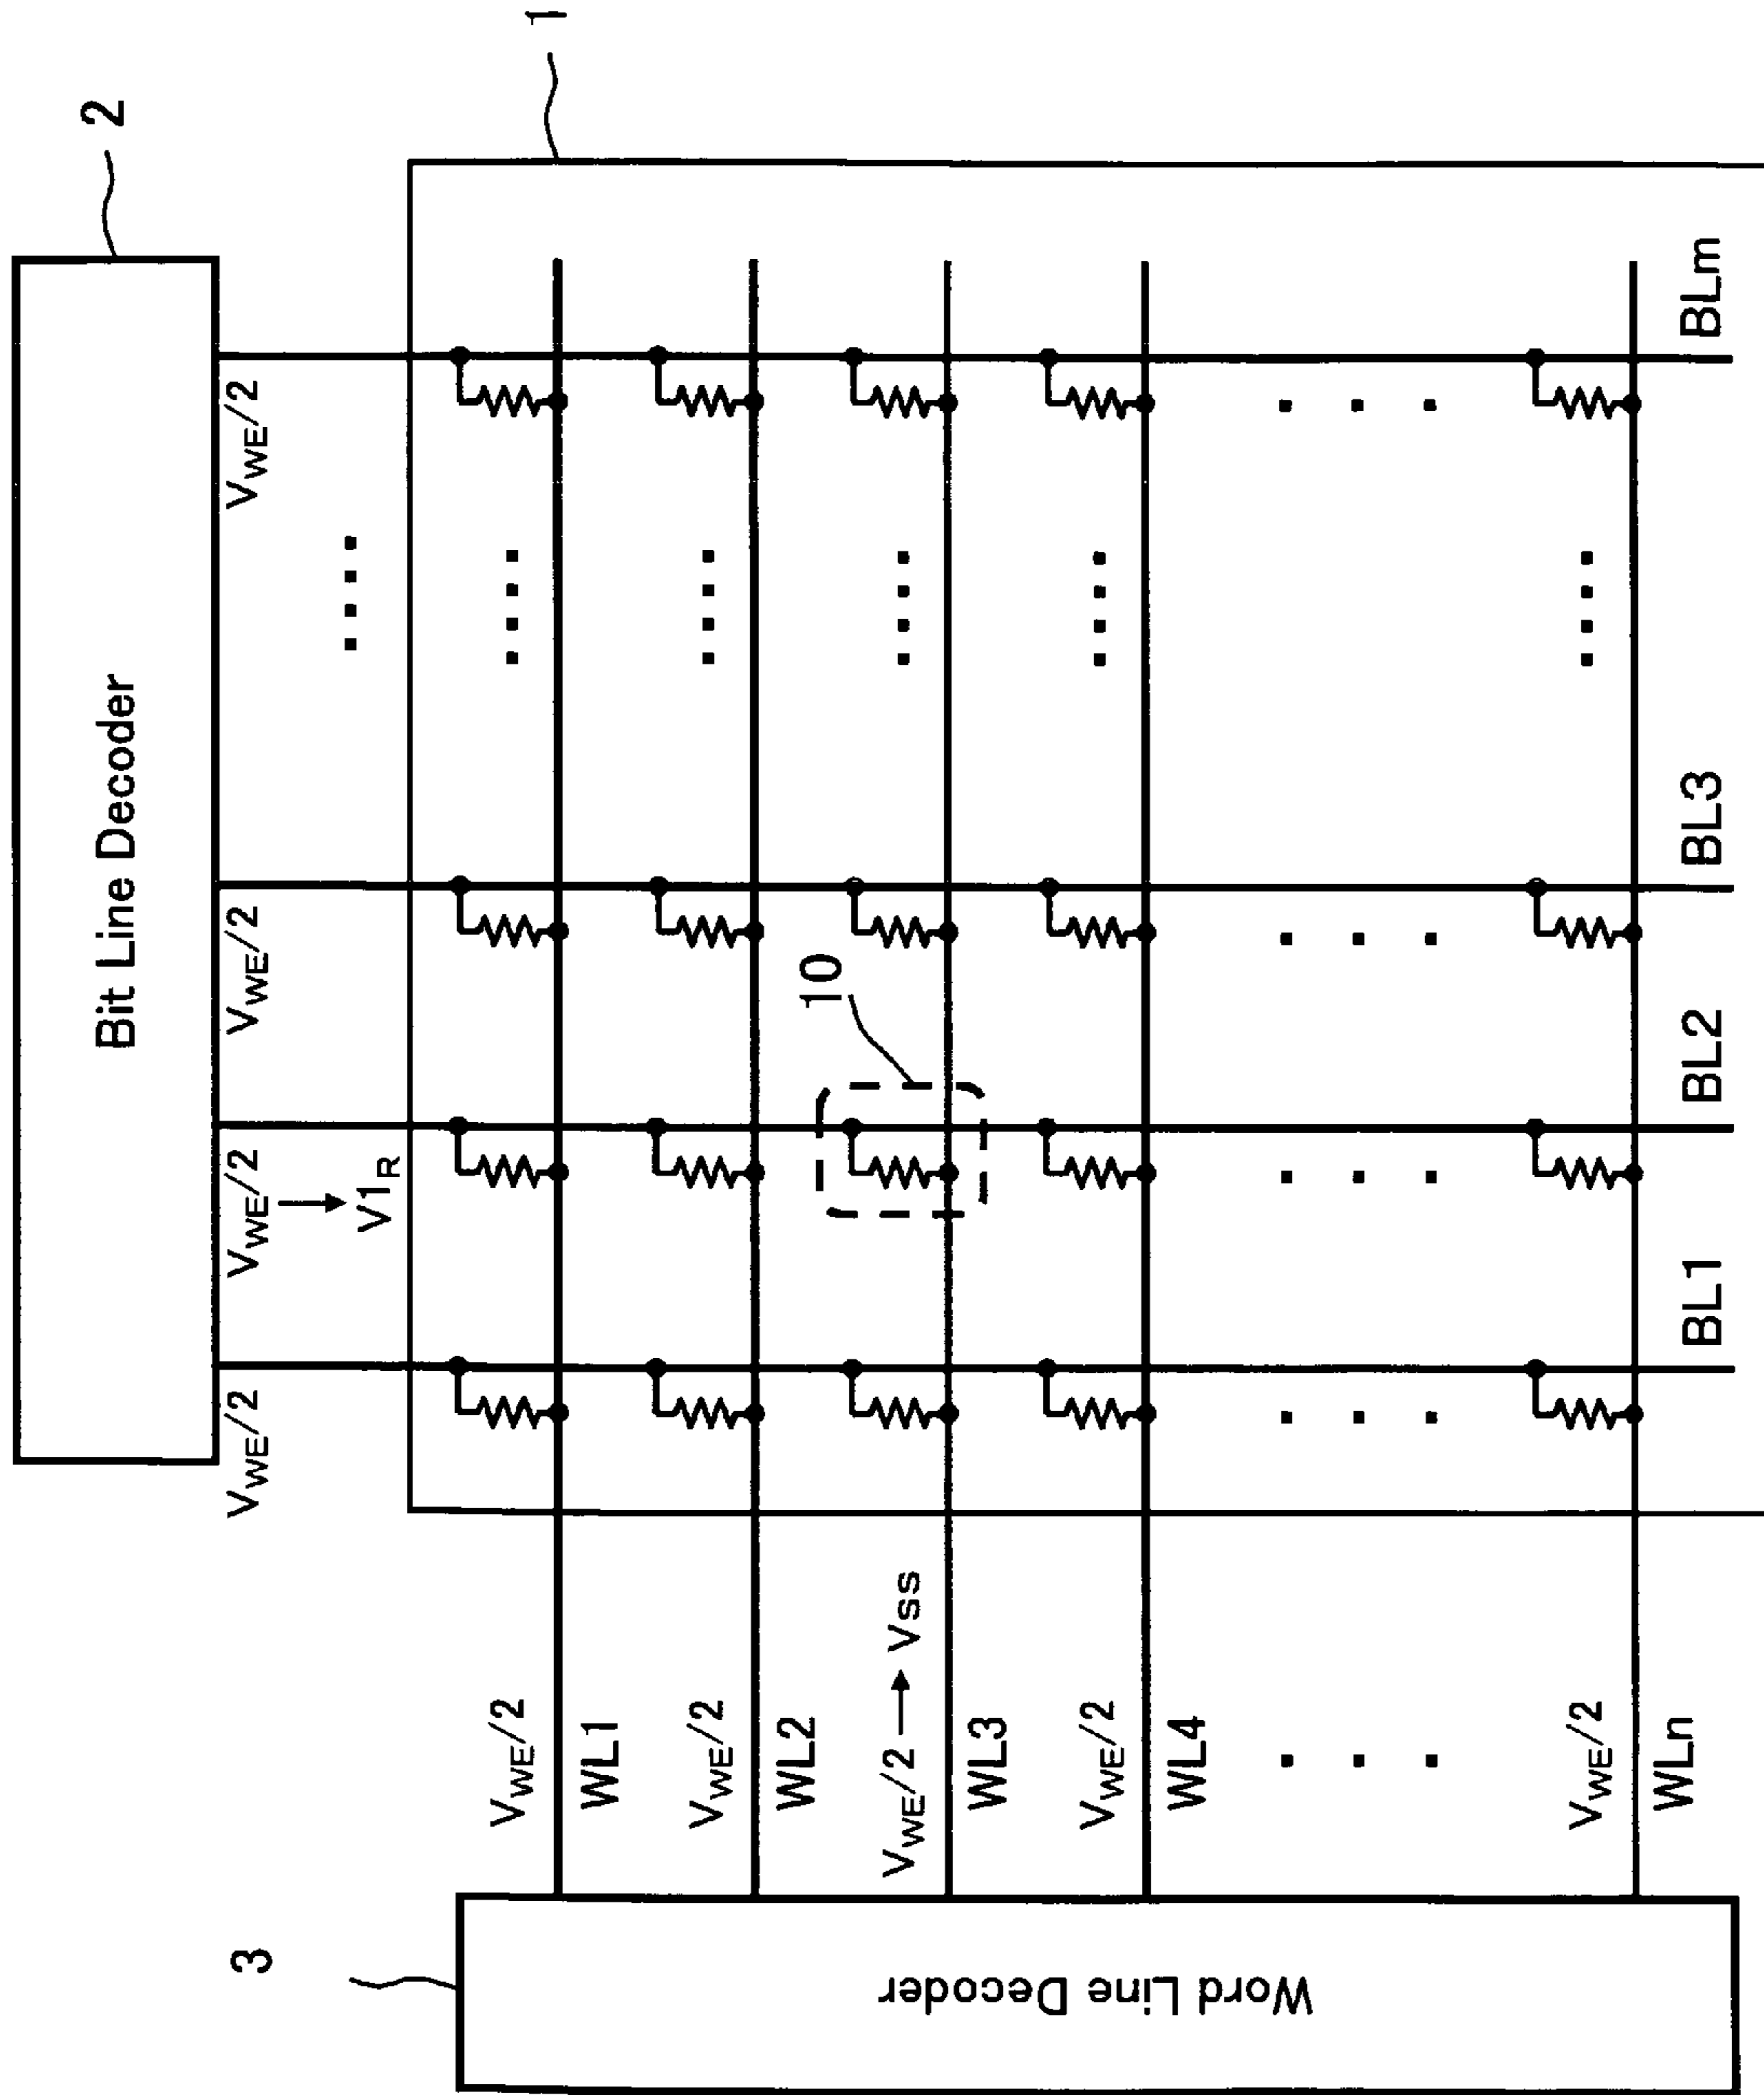 2
Bit Line Decoder
1
V_WE/2
V_WE/2
V_WE/2
V_WE/2
V1_R
10
V_WE/2
WL1
V_WE/2
WL2
V_WE/2 → Vss
WL3
V_WE/2
WL4
V_WE/2
WLn
3
Word Line Decoder
BL1
BL2
BL3
BLm